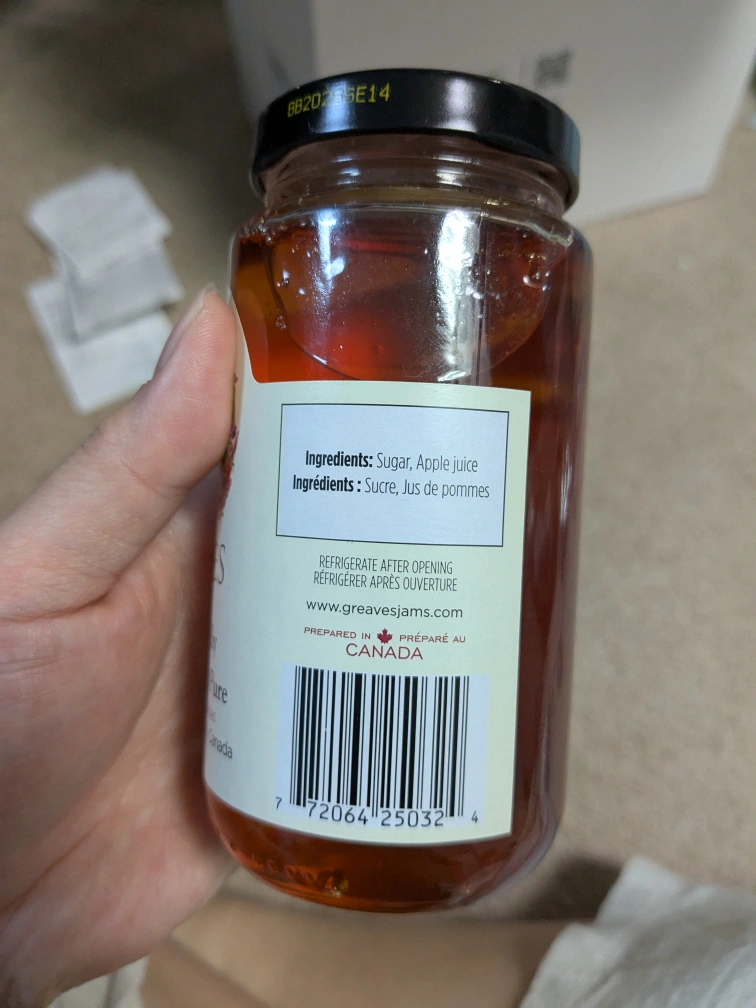 Ingredients: Sugar, Apple juice
Ingrédients : Sucre, Jus de pommes
REFRIGERATE AFTER OPENING
RÉFRIGÉRER APRÈS OUVERTURE
www.greavesjams.com
PREPARED IN PRÉPARÉ AU
CANADA
7 72064 25032 4